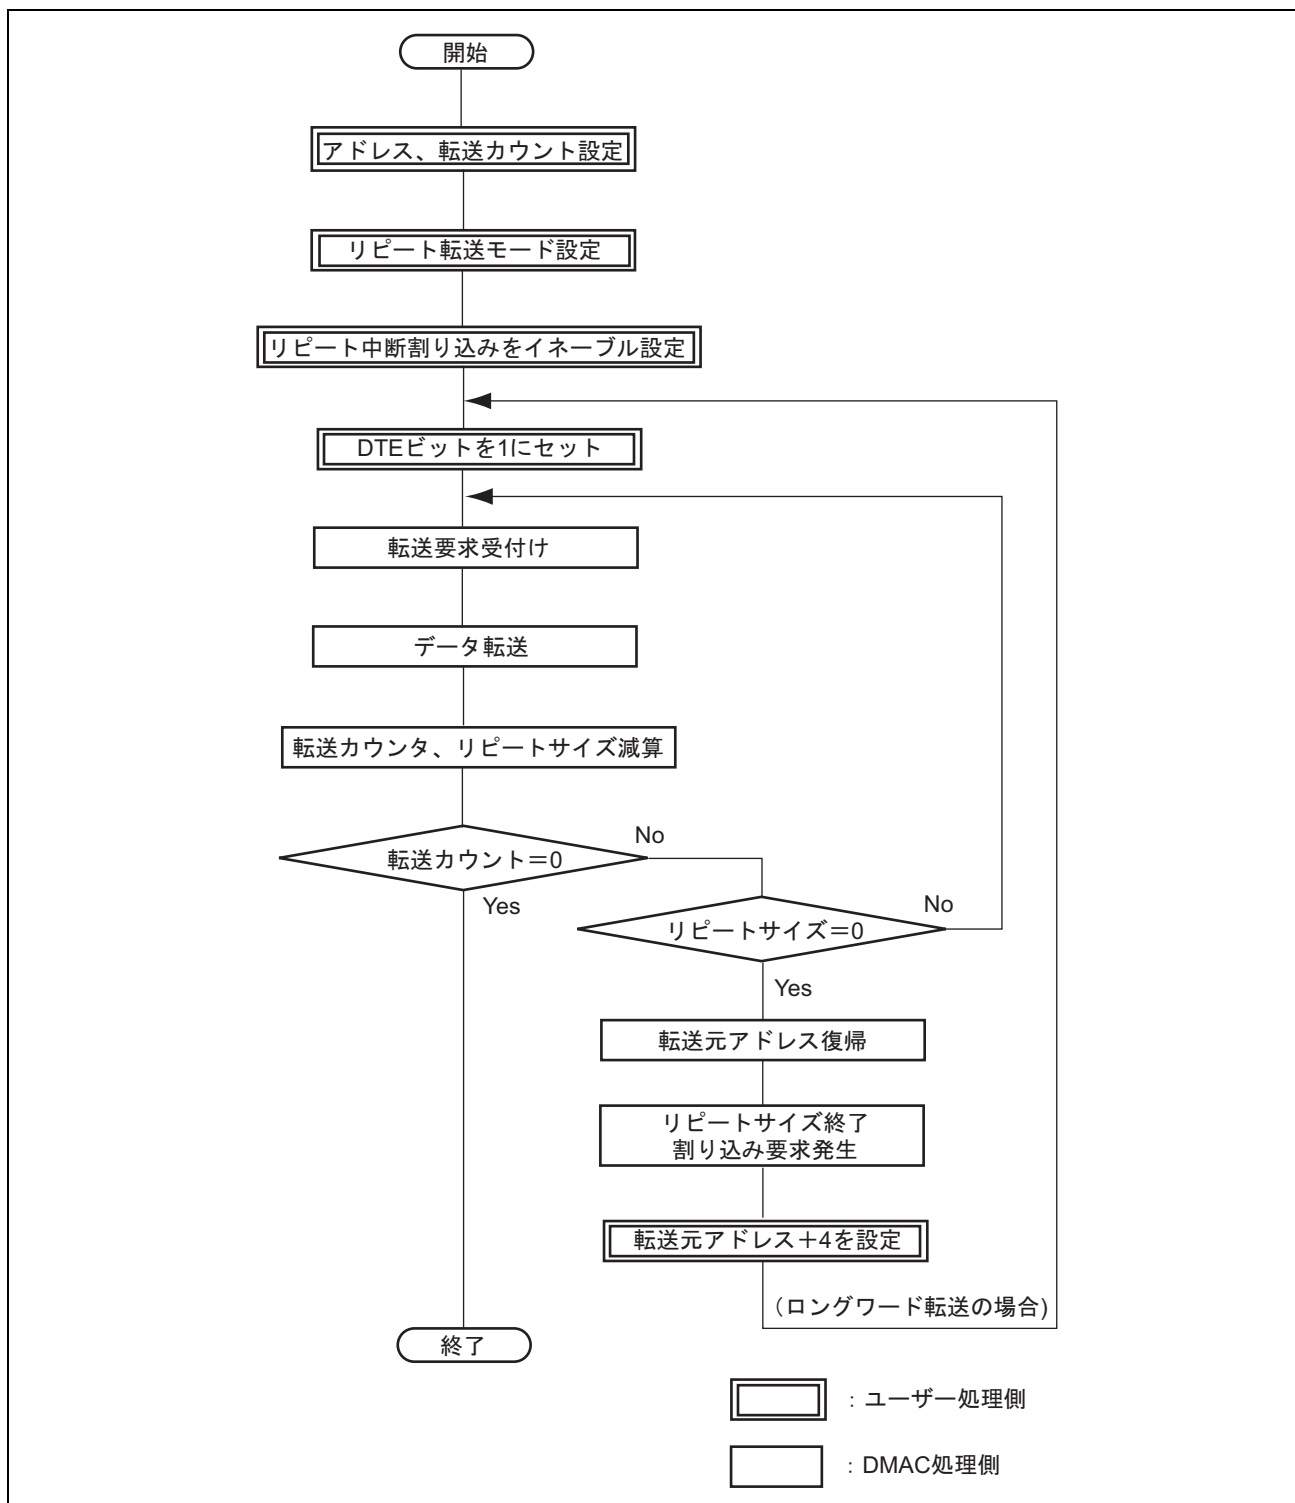 開始
アドレス、転送カウント設定
リピート転送モード設定
リピート中断割り込みをイネーブル設定
DTEビットを1にセット
転送要求受付け
データ転送
転送カウンタ、リピートサイズ減算
転送カウント＝0
No
Yes
リピートサイズ＝0
No
Yes
転送元アドレス復帰
リピートサイズ終了
割り込み要求発生
転送元アドレス＋4を設定
（ロングワード転送の場合)
終了
：ユーザー処理側
：DMAC処理側